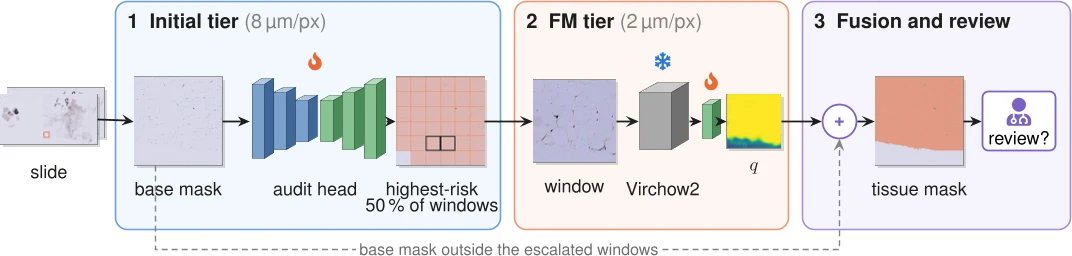 1 Initial tier (8 µm/px)
2 FM tier (2 µm/px)
3 Fusion and review
slide
base mask
audit head
highest-risk
50 % of windows
window
Virchow2
q
+
tissue mask
review?
base mask outside the escalated windows